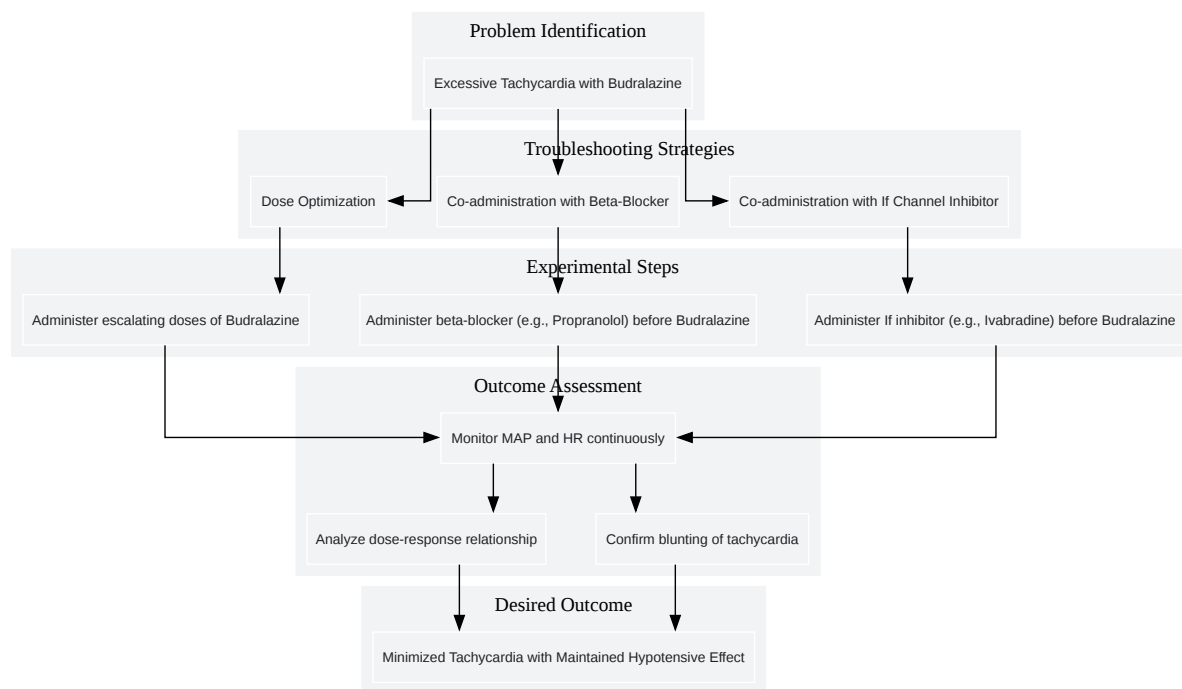 Problem Identification
Excessive Tachycardia with Budralazine
Troubleshooting Strategies
Dose Optimization
Co-administration with Beta-Blocker
Co-administration with If Channel Inhibitor
Experimental Steps
Administer escalating doses of Budralazine
Administer beta-blocker (e.g., Propranolol) before Budralazine
Administer If inhibitor (e.g., Ivabradine) before Budralazine
Outcome Assessment
Monitor MAP and HR continuously
Analyze dose-response relationship
Confirm blunting of tachycardia
Desired Outcome
Minimized Tachycardia with Maintained Hypotensive Effect